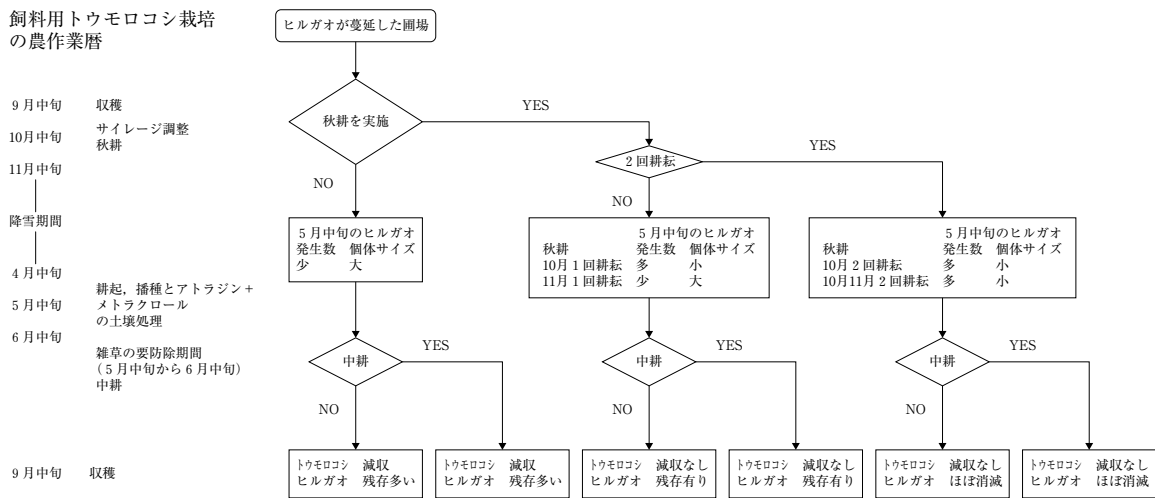 飼料用トウモロコシ栽培
の農作業暦
9月中旬 収穫
10月中旬 サイレージ調整
秋耕
11月中旬
降雪期間
4月中旬
耕起，播種とアトラジン+
5月中旬 メトラクロール
の土壌処理
6月中旬
雑草の要防除期間
(5月中旬から6月中旬)
中耕
9月中旬 収穫
ヒルガオが蔓延した圃場
秋耕を実施
YES
NO
2回耕耘
YES
NO
5月中旬のヒルガオ
発生数 個体サイズ
少 大
5月中旬のヒルガオ
秋耕 発生数 個体サイズ
10月1回耕耘 多 小
11月1回耕耘 少 大
5月中旬のヒルガオ
秋耕 発生数 個体サイズ
10月2回耕耘 多 小
10月11月2回耕耘 多 小
中耕
YES
NO
中耕
YES
NO
中耕
YES
NO
トウモロコシ 減収
ヒルガオ 残存多い
トウモロコシ 減収
ヒルガオ 残存多い
トウモロコシ 減収なし
ヒルガオ 残存有り
トウモロコシ 減収なし
ヒルガオ 残存有り
トウモロコシ 減収なし
ヒルガオ ほぼ消滅
トウモロコシ 減収なし
ヒルガオ ほぼ消滅